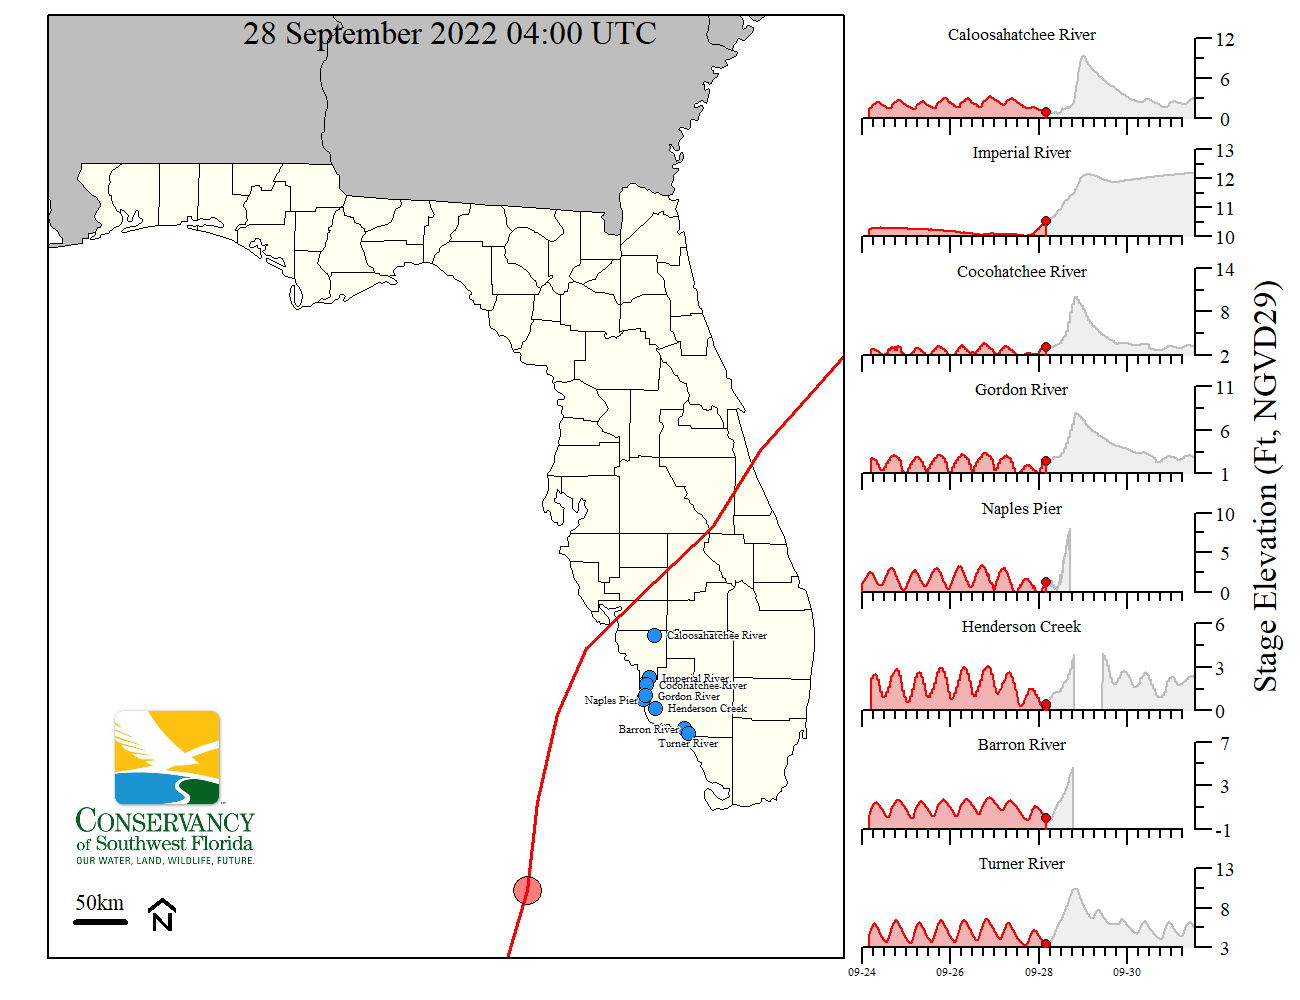 28 September 2022 04:00 UTC
Caloosahatchee River
Imperial River
Cocohatchee River
Gordon River
Naples Pier
Henderson Creek
Barron River
Turner River
CONSERVANCY
of Southwest Florida
OUR WATER, LAND, WILDLIFE, FUTURE.
50km
N
Caloosahatchee River
12
6
0
Imperial River
13
12
11
10
Cocohatchee River
14
8
2
Gordon River
11
6
1
Naples Pier
10
5
0
Henderson Creek
6
3
0
Barron River
7
3
-1
Turner River
13
8
3
09-24
09-26
09-28
09-30
Stage Elevation (Ft, NGVD29)